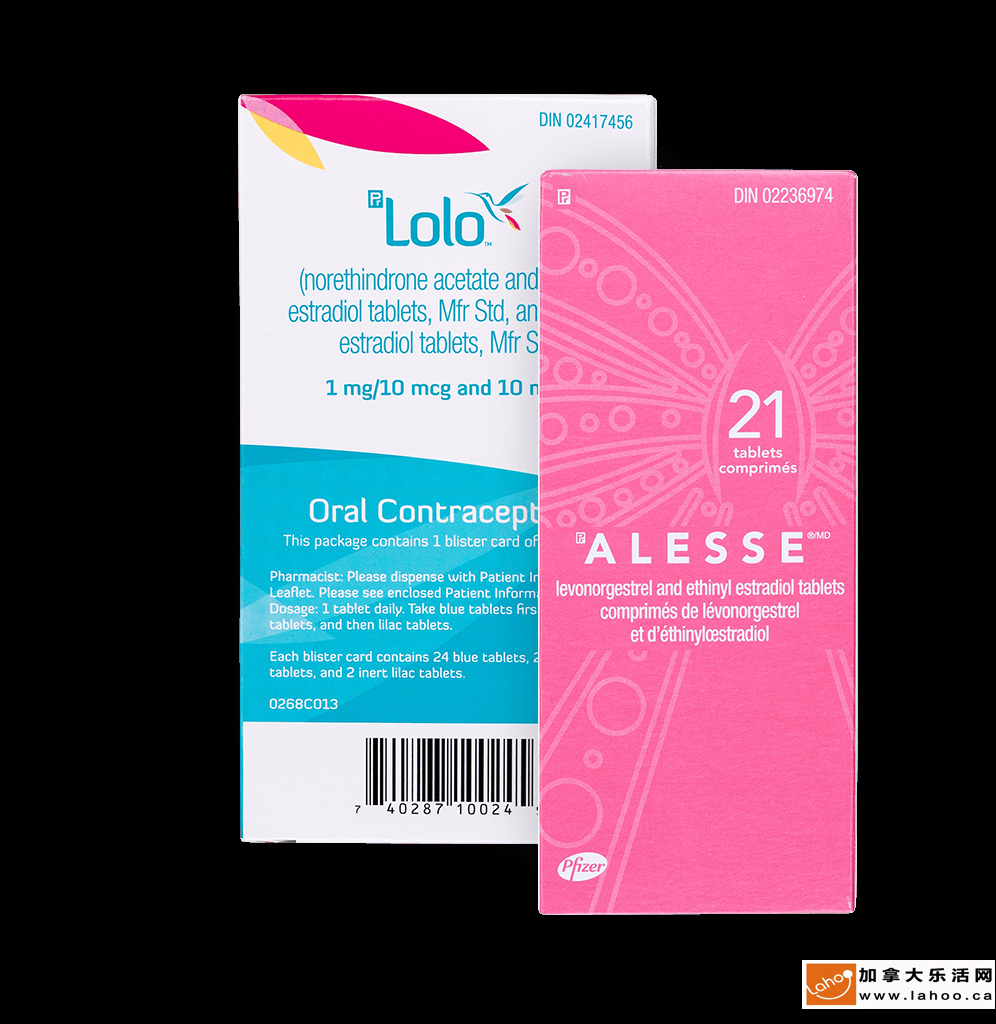 DIN 02417456
Pr
Lolo™
(norethindrone acetate and
estradiol tablets, Mfr Std, an
estradiol tablets, Mfr S
1 mg/10 mcg and 10
Oral Contracept
This package contains 1 blister card of
Pharmacist: Please dispense with Patient In
Leaflet. Please see enclosed Patient Informa
Dosage: 1 tablet daily. Take blue tablets firs
tablets, and then lilac tablets.
Each blister card contains 24 blue tablets, 2
tablets, and 2 inert lilac tablets.
0268C013
7 40287 10024
Pr
DIN 02236974
21
tablets
comprimés
Pr ALESSE®/MD
levonorgestrel and ethinyl estradiol tablets
comprimés de lévonorgestrel
et d'éthinylœstradiol
Pfizer
Lahoo
加拿大乐活网
www.lahoo.ca